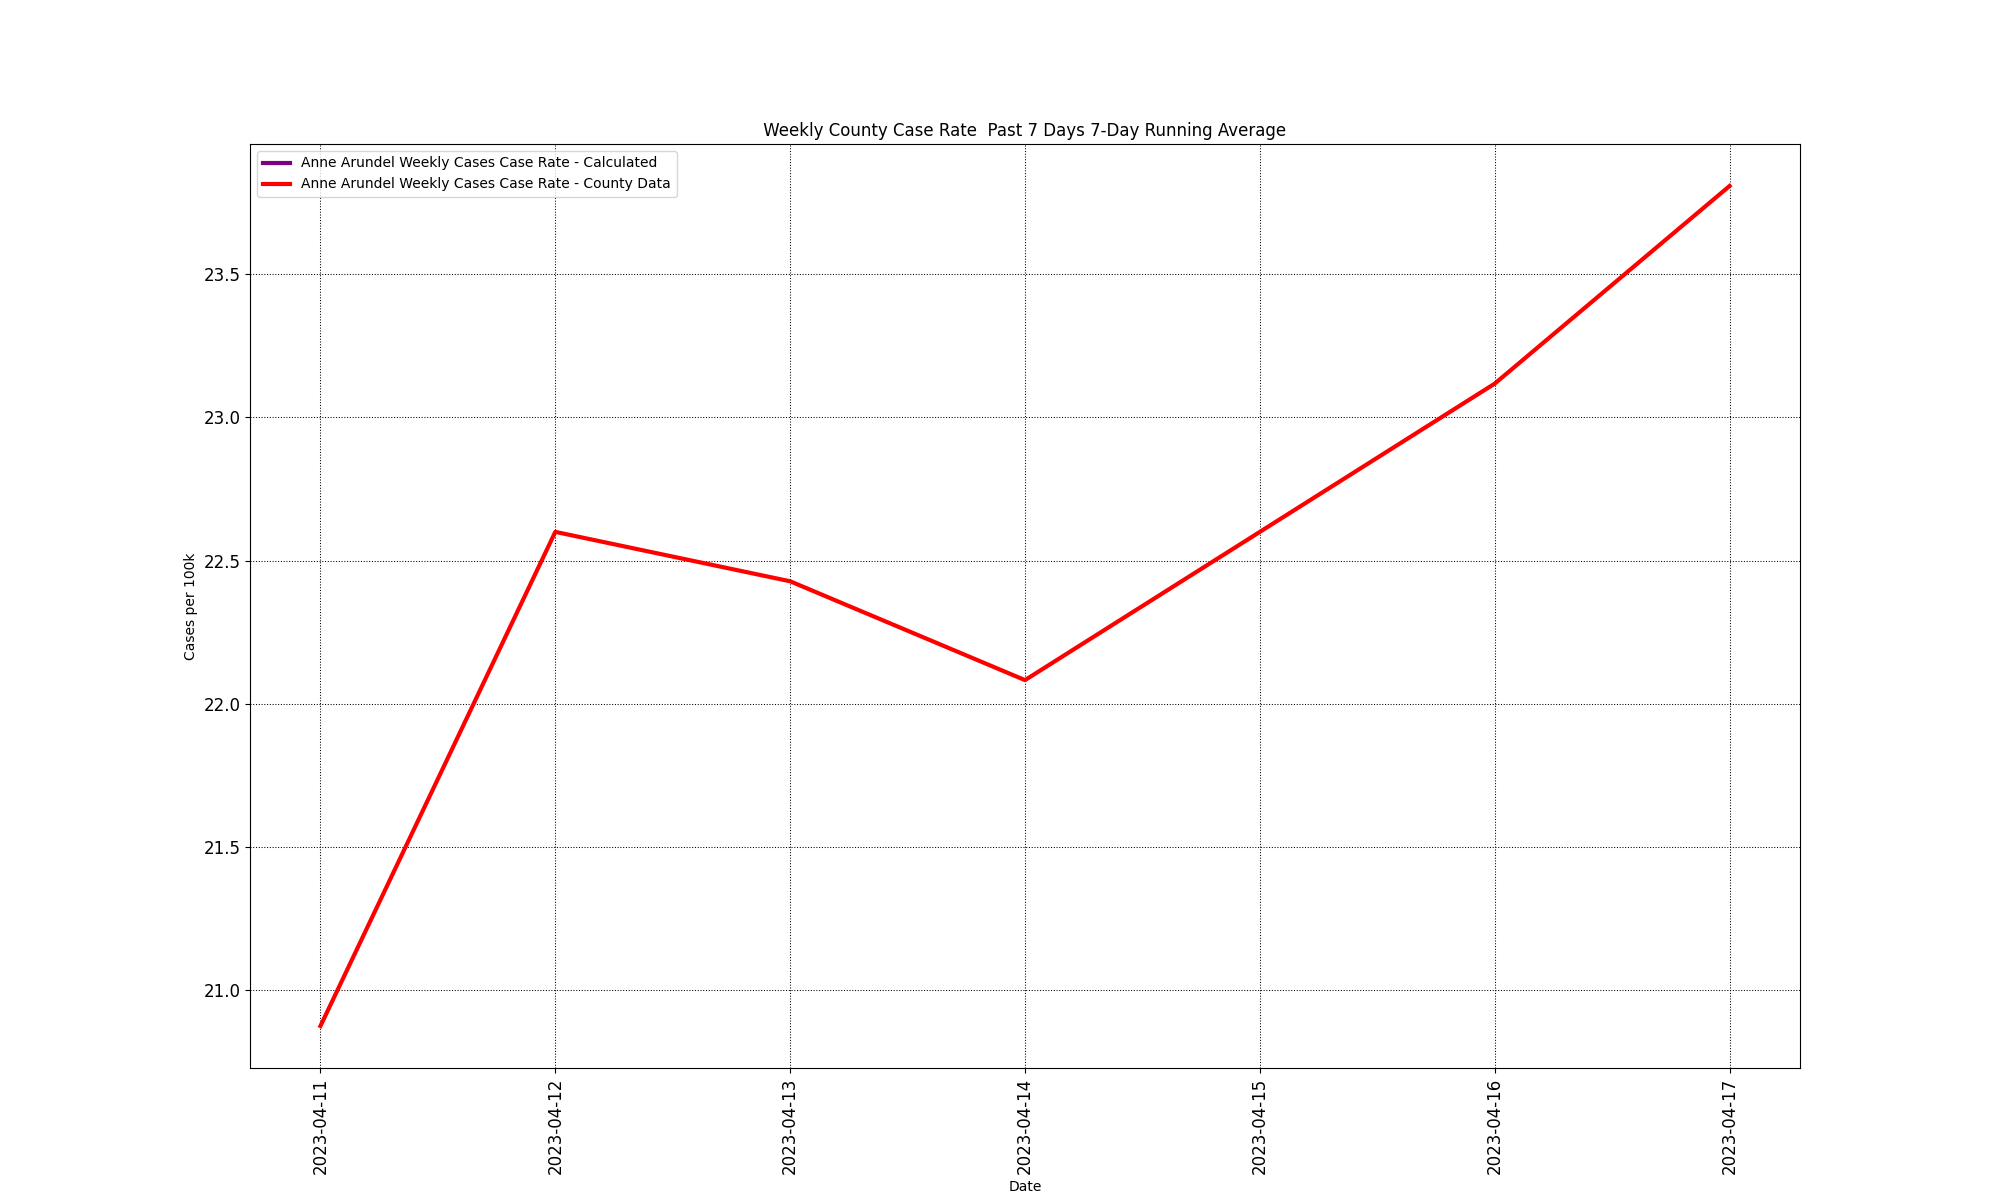 Weekly County Case Rate  Past 7 Days 7-Day Running Average
Anne Arundel Weekly Cases Case Rate - Calculated
Anne Arundel Weekly Cases Case Rate - County Data
23.5
23.0
22.5
22.0
21.5
21.0
Cases per 100k
2023-04-11
2023-04-12
2023-04-13
2023-04-14
2023-04-15
2023-04-16
2023-04-17
Date